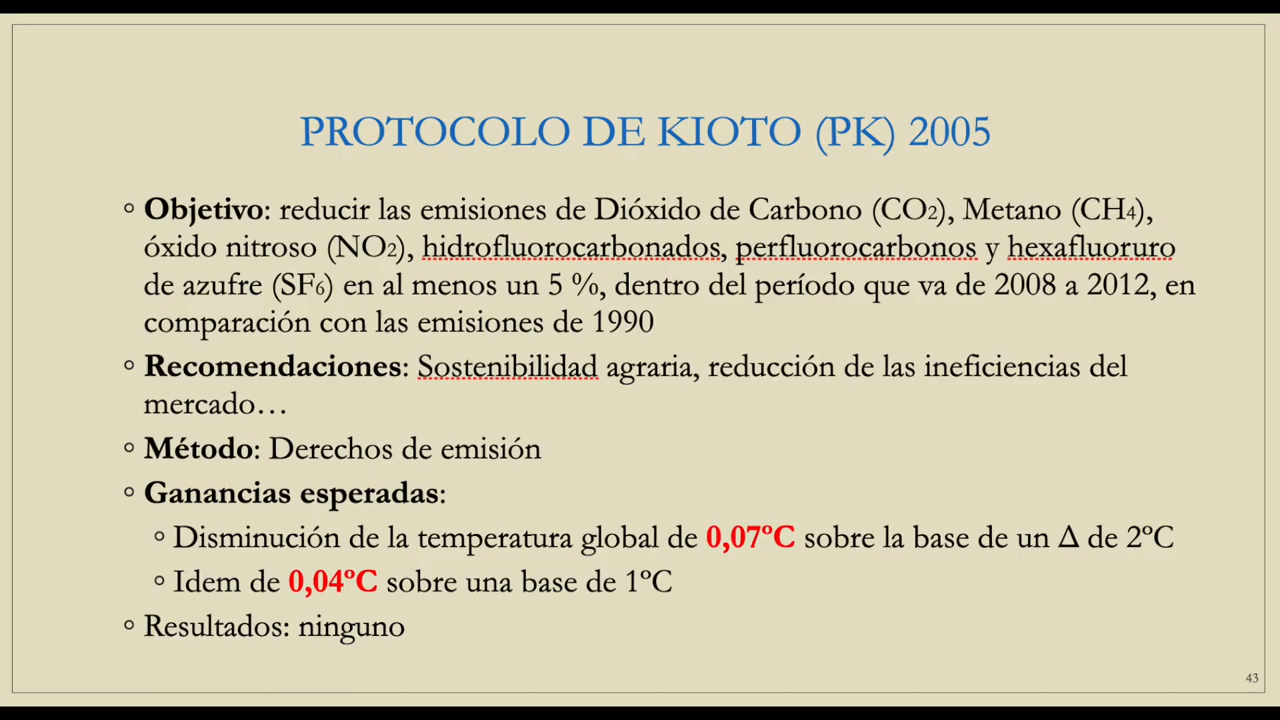 PROTOCOLO DE KIOTO (PK) 2005
◦ Objetivo: reducir las emisiones de Dióxido de Carbono (CO2), Metano (CH4),
óxido nitroso (NO2), hidrofluorocarbonados, perfluorocarbonos y hexafluoruro
de azufre (SF6) en al menos un 5 %, dentro del período que va de 2008 a 2012, en
comparación con las emisiones de 1990
◦ Recomendaciones: Sostenibilidad agraria, reducción de las ineficiencias del
mercado…
◦ Método: Derechos de emisión
◦ Ganancias esperadas:
◦ Disminución de la temperatura global de 0,07ºC sobre la base de un Δ de 2ºC
◦ Idem de 0,04ºC sobre una base de 1ºC
◦ Resultados: ninguno
43